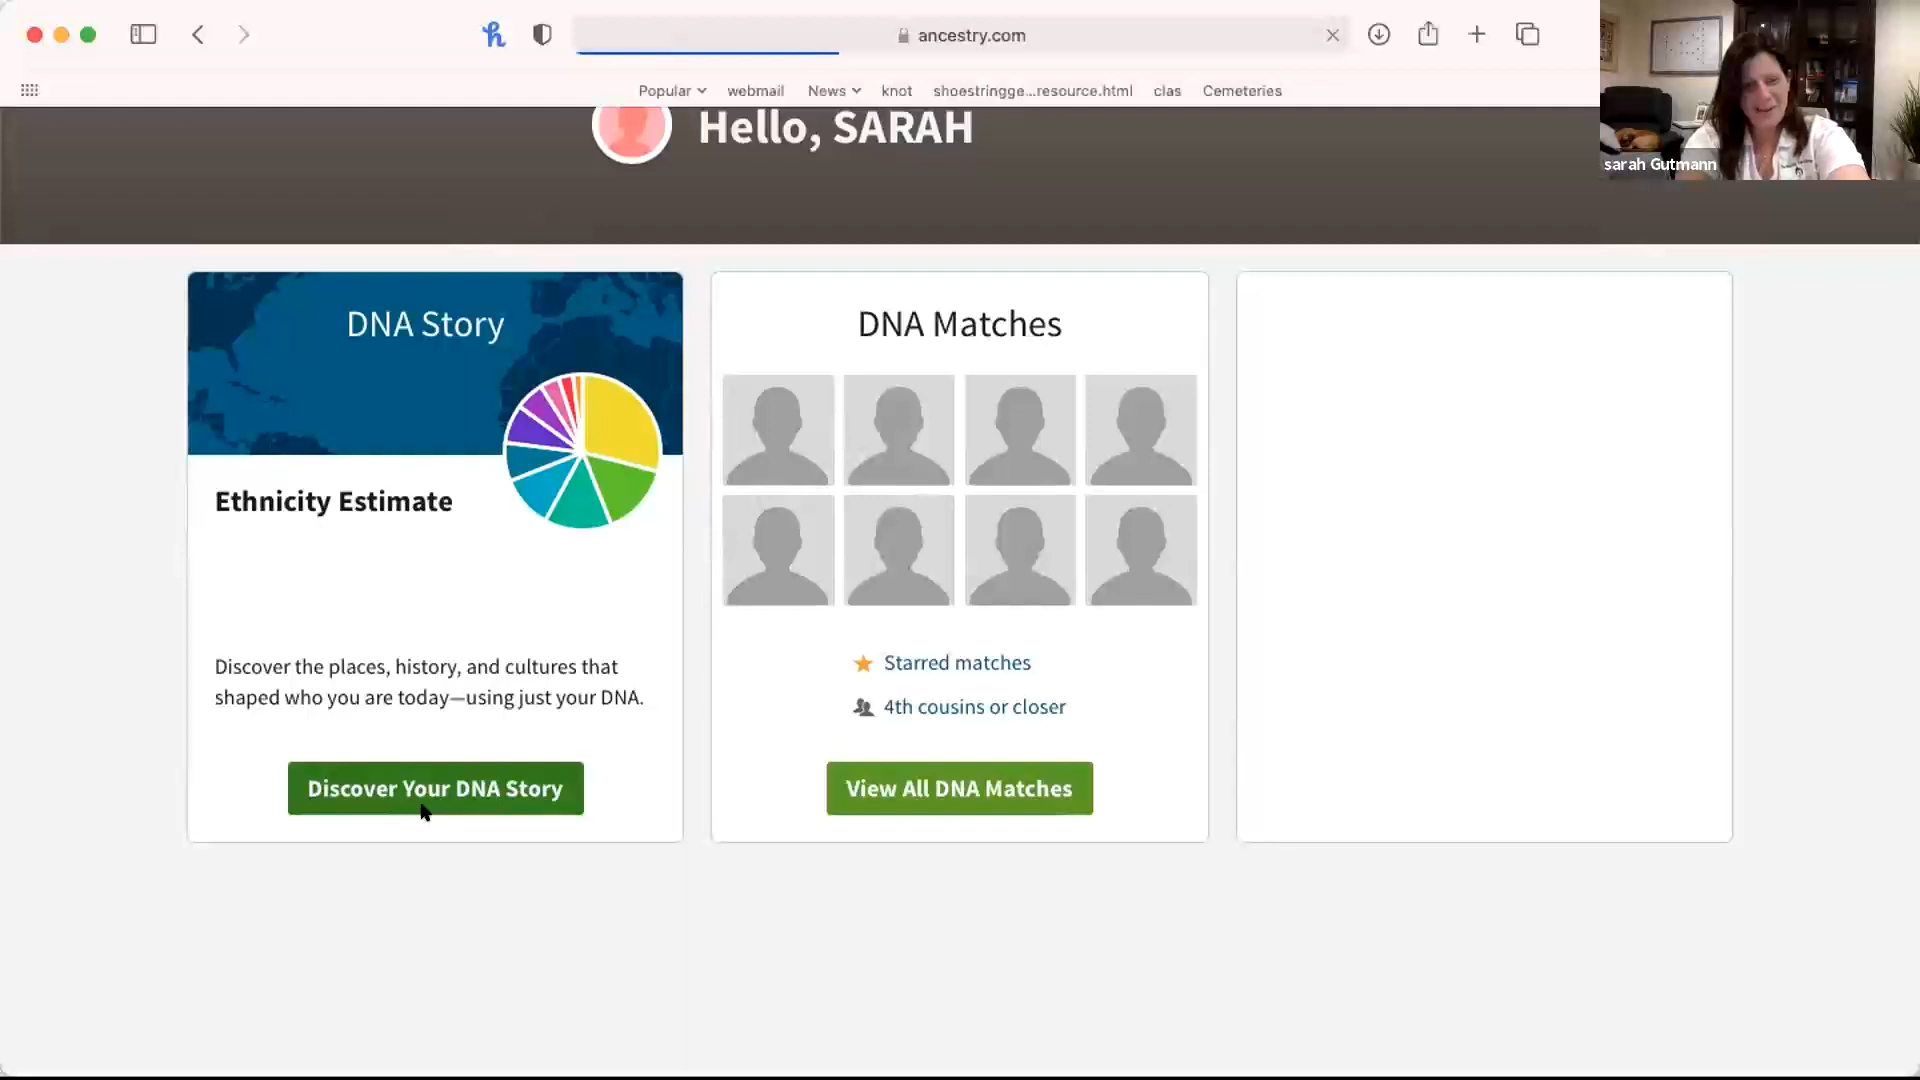 ancestry.com
Popular
webmail
News
knot
shoestringge...resource.html
clas
Cemeteries
sarah Gutmann
Hello, SARAH
DNA Story
Ethnicity Estimate
Discover the places, history, and cultures that
shaped who you are today—using just your DNA.
Discover Your DNA Story
DNA Matches
Starred matches
4th cousins or closer
View All DNA Matches